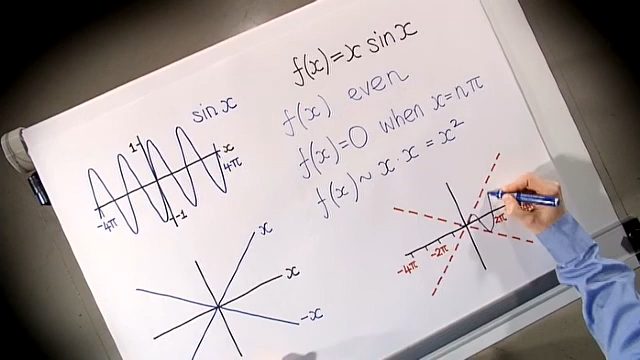 f(x)=x sin x
f(x) even
f(x)=0 when x=nπ
f(x)~x·x=x²
sin x
1
x
4π
-4π
-1
x
x
-x
-4π
-2π
2π